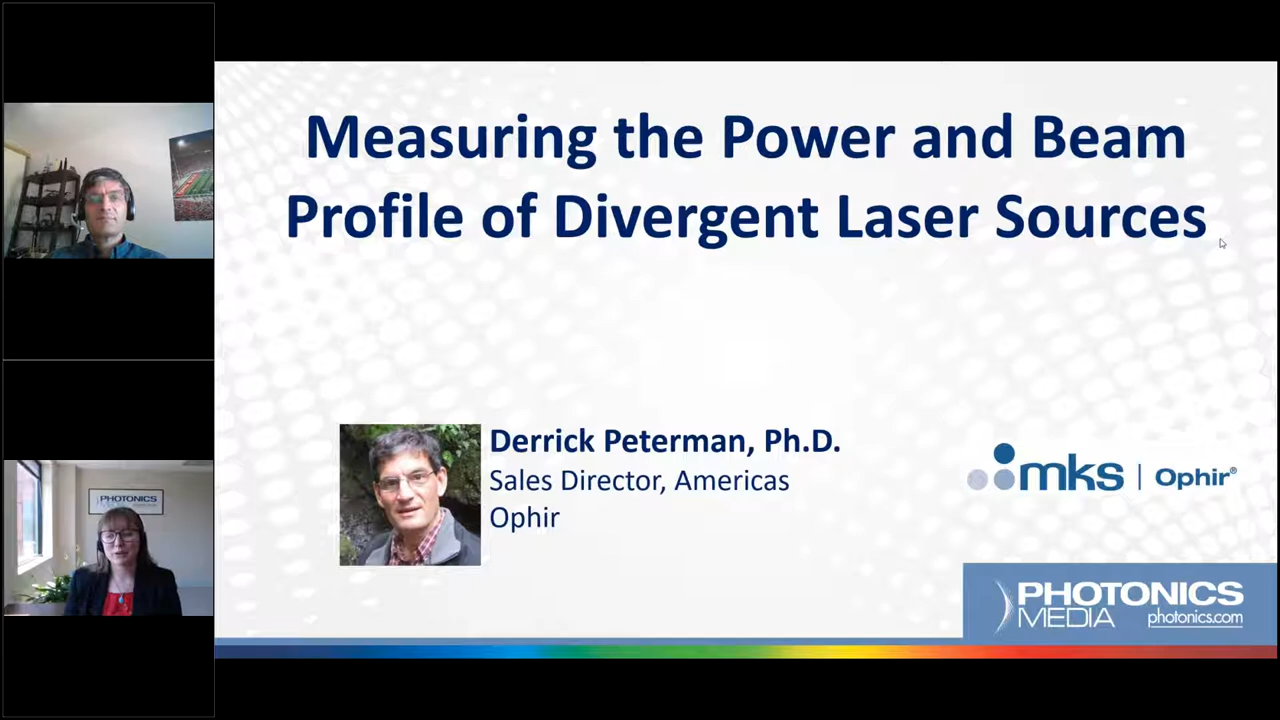 Measuring the Power and Beam
Profile of Divergent Laser Sources
Derrick Peterman, Ph.D.
Sales Director, Americas
Ophir
mks | Ophir®
PHOTONICS
MEDIA photonics.com
PHOTONICS